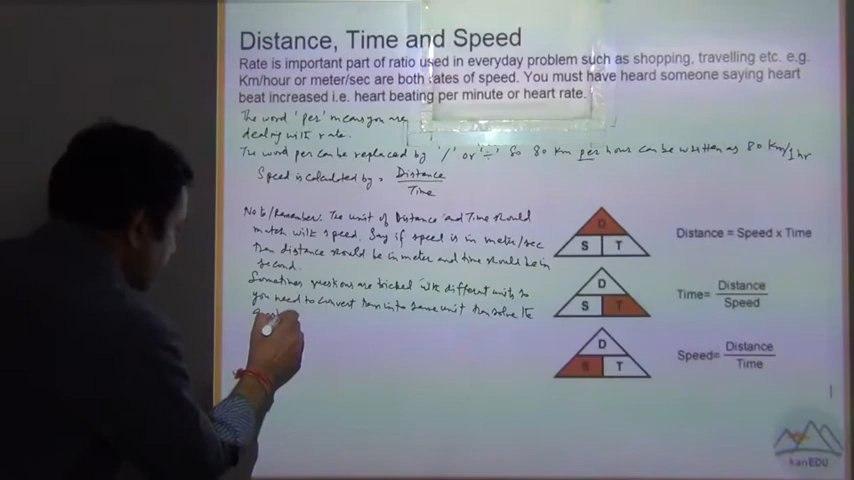 Distance, Time and Speed
Rate is important part of ratio used in everyday problem such as shopping, travelling etc. e.g.
Km/hour or meter/sec are both rates of speed. You must have heard someone saying heart
beat increased i.e. heart beating per minute or heart rate.
The word 'per' means you are
dealing with rate.
The word per can be replaced by '/' or '÷' So 80 km per hour can be written as 80 Km/1hr
Speed is calculated by = Distance
Time
Note/Remember: The unit of Distance and Time should
match with speed. Say if speed is in meter/sec
then distance should be in meter and time should be in
second.
Sometimes questions are tricked with different units so
you need to convert them into same unit then solve the
D
S T
Distance = Speed x Time
D
S T
Time= Distance
Speed
D
S T
Speed= Distance
Time
kanEDU